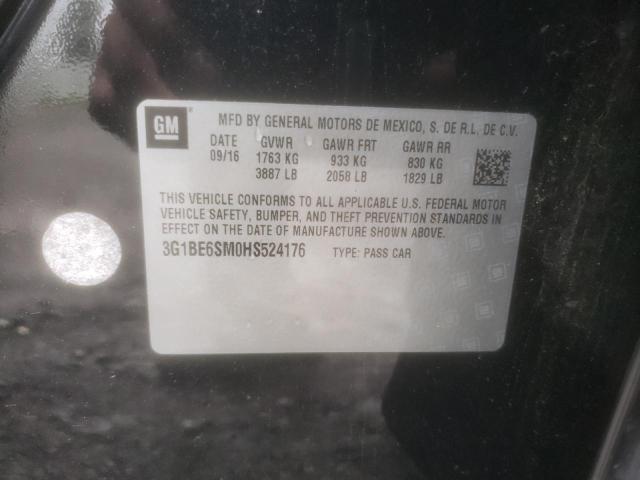 GM
MFD BY GENERAL MOTORS DE MEXICO, S. DE R.L. DE C.V.
DATE GVWR GAWR FRT GAWR RR
09/16 1763 KG 933 KG 830 KG
3887 LB 2058 LB 1829 LB
THIS VEHICLE CONFORMS TO ALL APPLICABLE U.S. FEDERAL MOTOR
VEHICLE SAFETY, BUMPER, AND THEFT PREVENTION STANDARDS IN
EFFECT ON THE DATE OF MANUFACTURE SHOWN ABOVE.
3G1BE6SM0HS524176 TYPE: PASS CAR